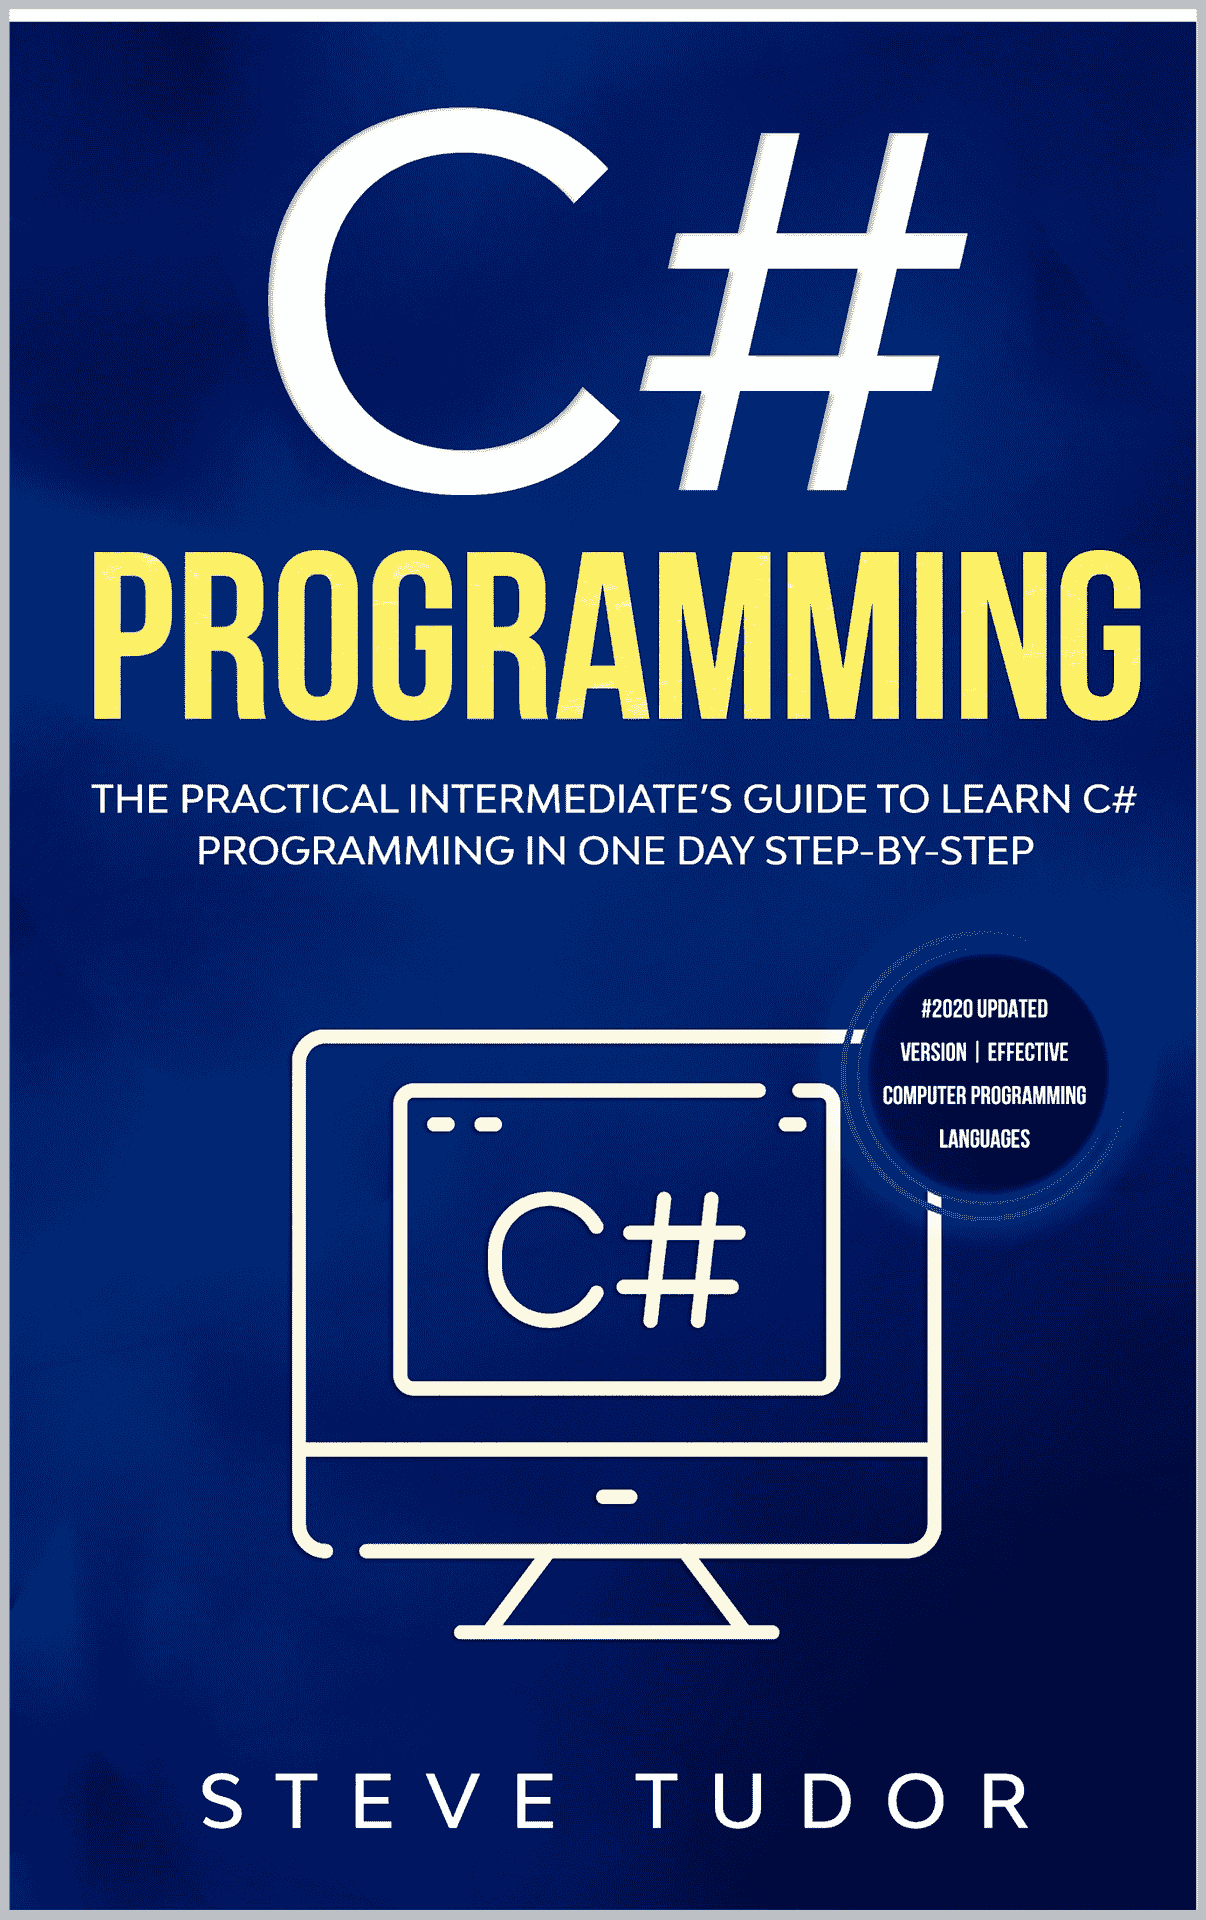 C#
PROGRAMMING
THE PRACTICAL INTERMEDIATE'S GUIDE TO LEARN C#
PROGRAMMING IN ONE DAY STEP-BY-STEP
#2020 UPDATED
VERSION | EFFECTIVE
COMPUTER PROGRAMMING
LANGUAGES
C#
STEVE TUDOR